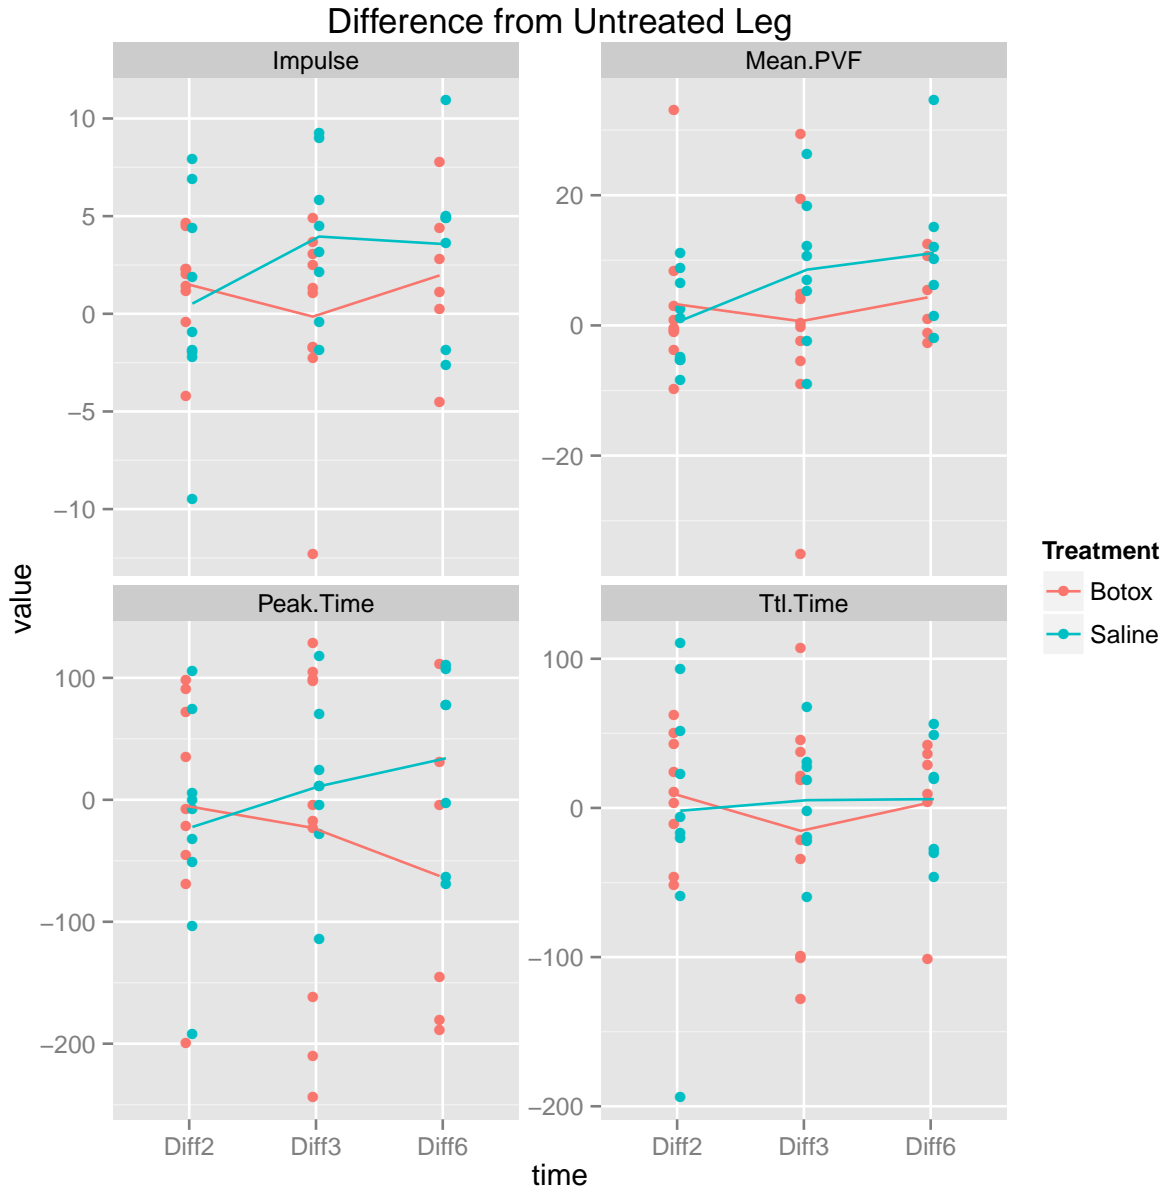 Difference from Untreated Leg
Impulse
Mean.PVF
10
5
0
−5
−10
20
0
−20
Peak.Time
Ttl.Time
100
0
−100
−200
100
0
−100
−200
Diff2
Diff3
Diff6
Diff2
Diff3
Diff6
time
value
Treatment
Botox
Saline